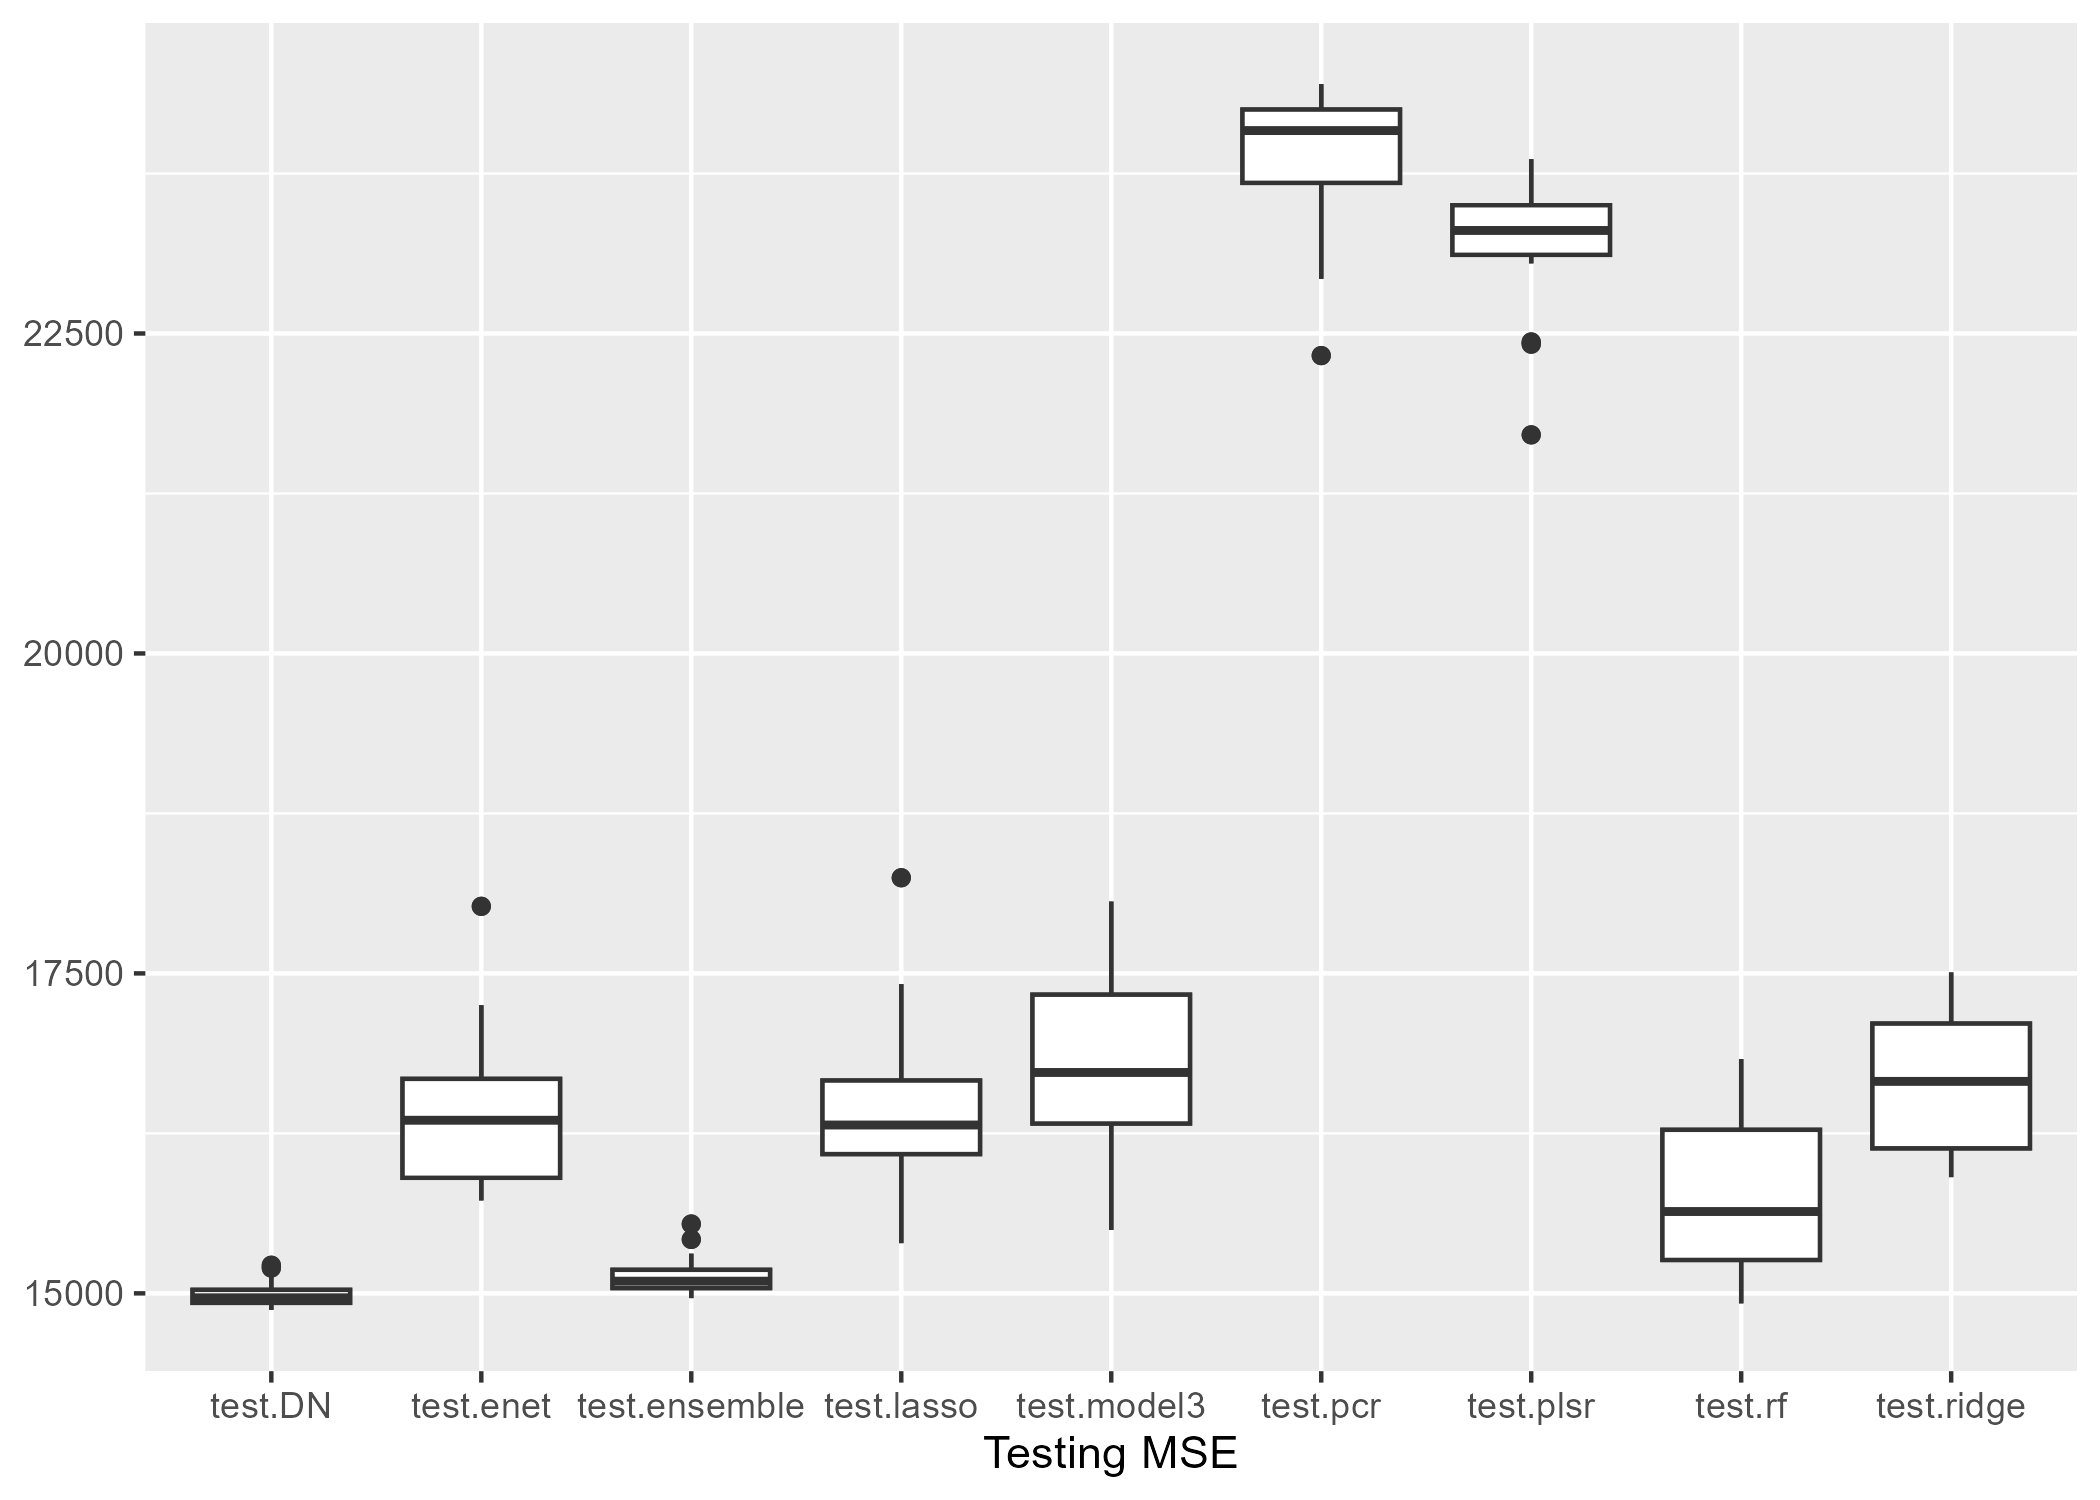 22500
20000
17500
15000
test.DN test.enet test.ensemble test.lasso test.model3 test.pcr test.plsr test.rf test.ridge
Testing MSE